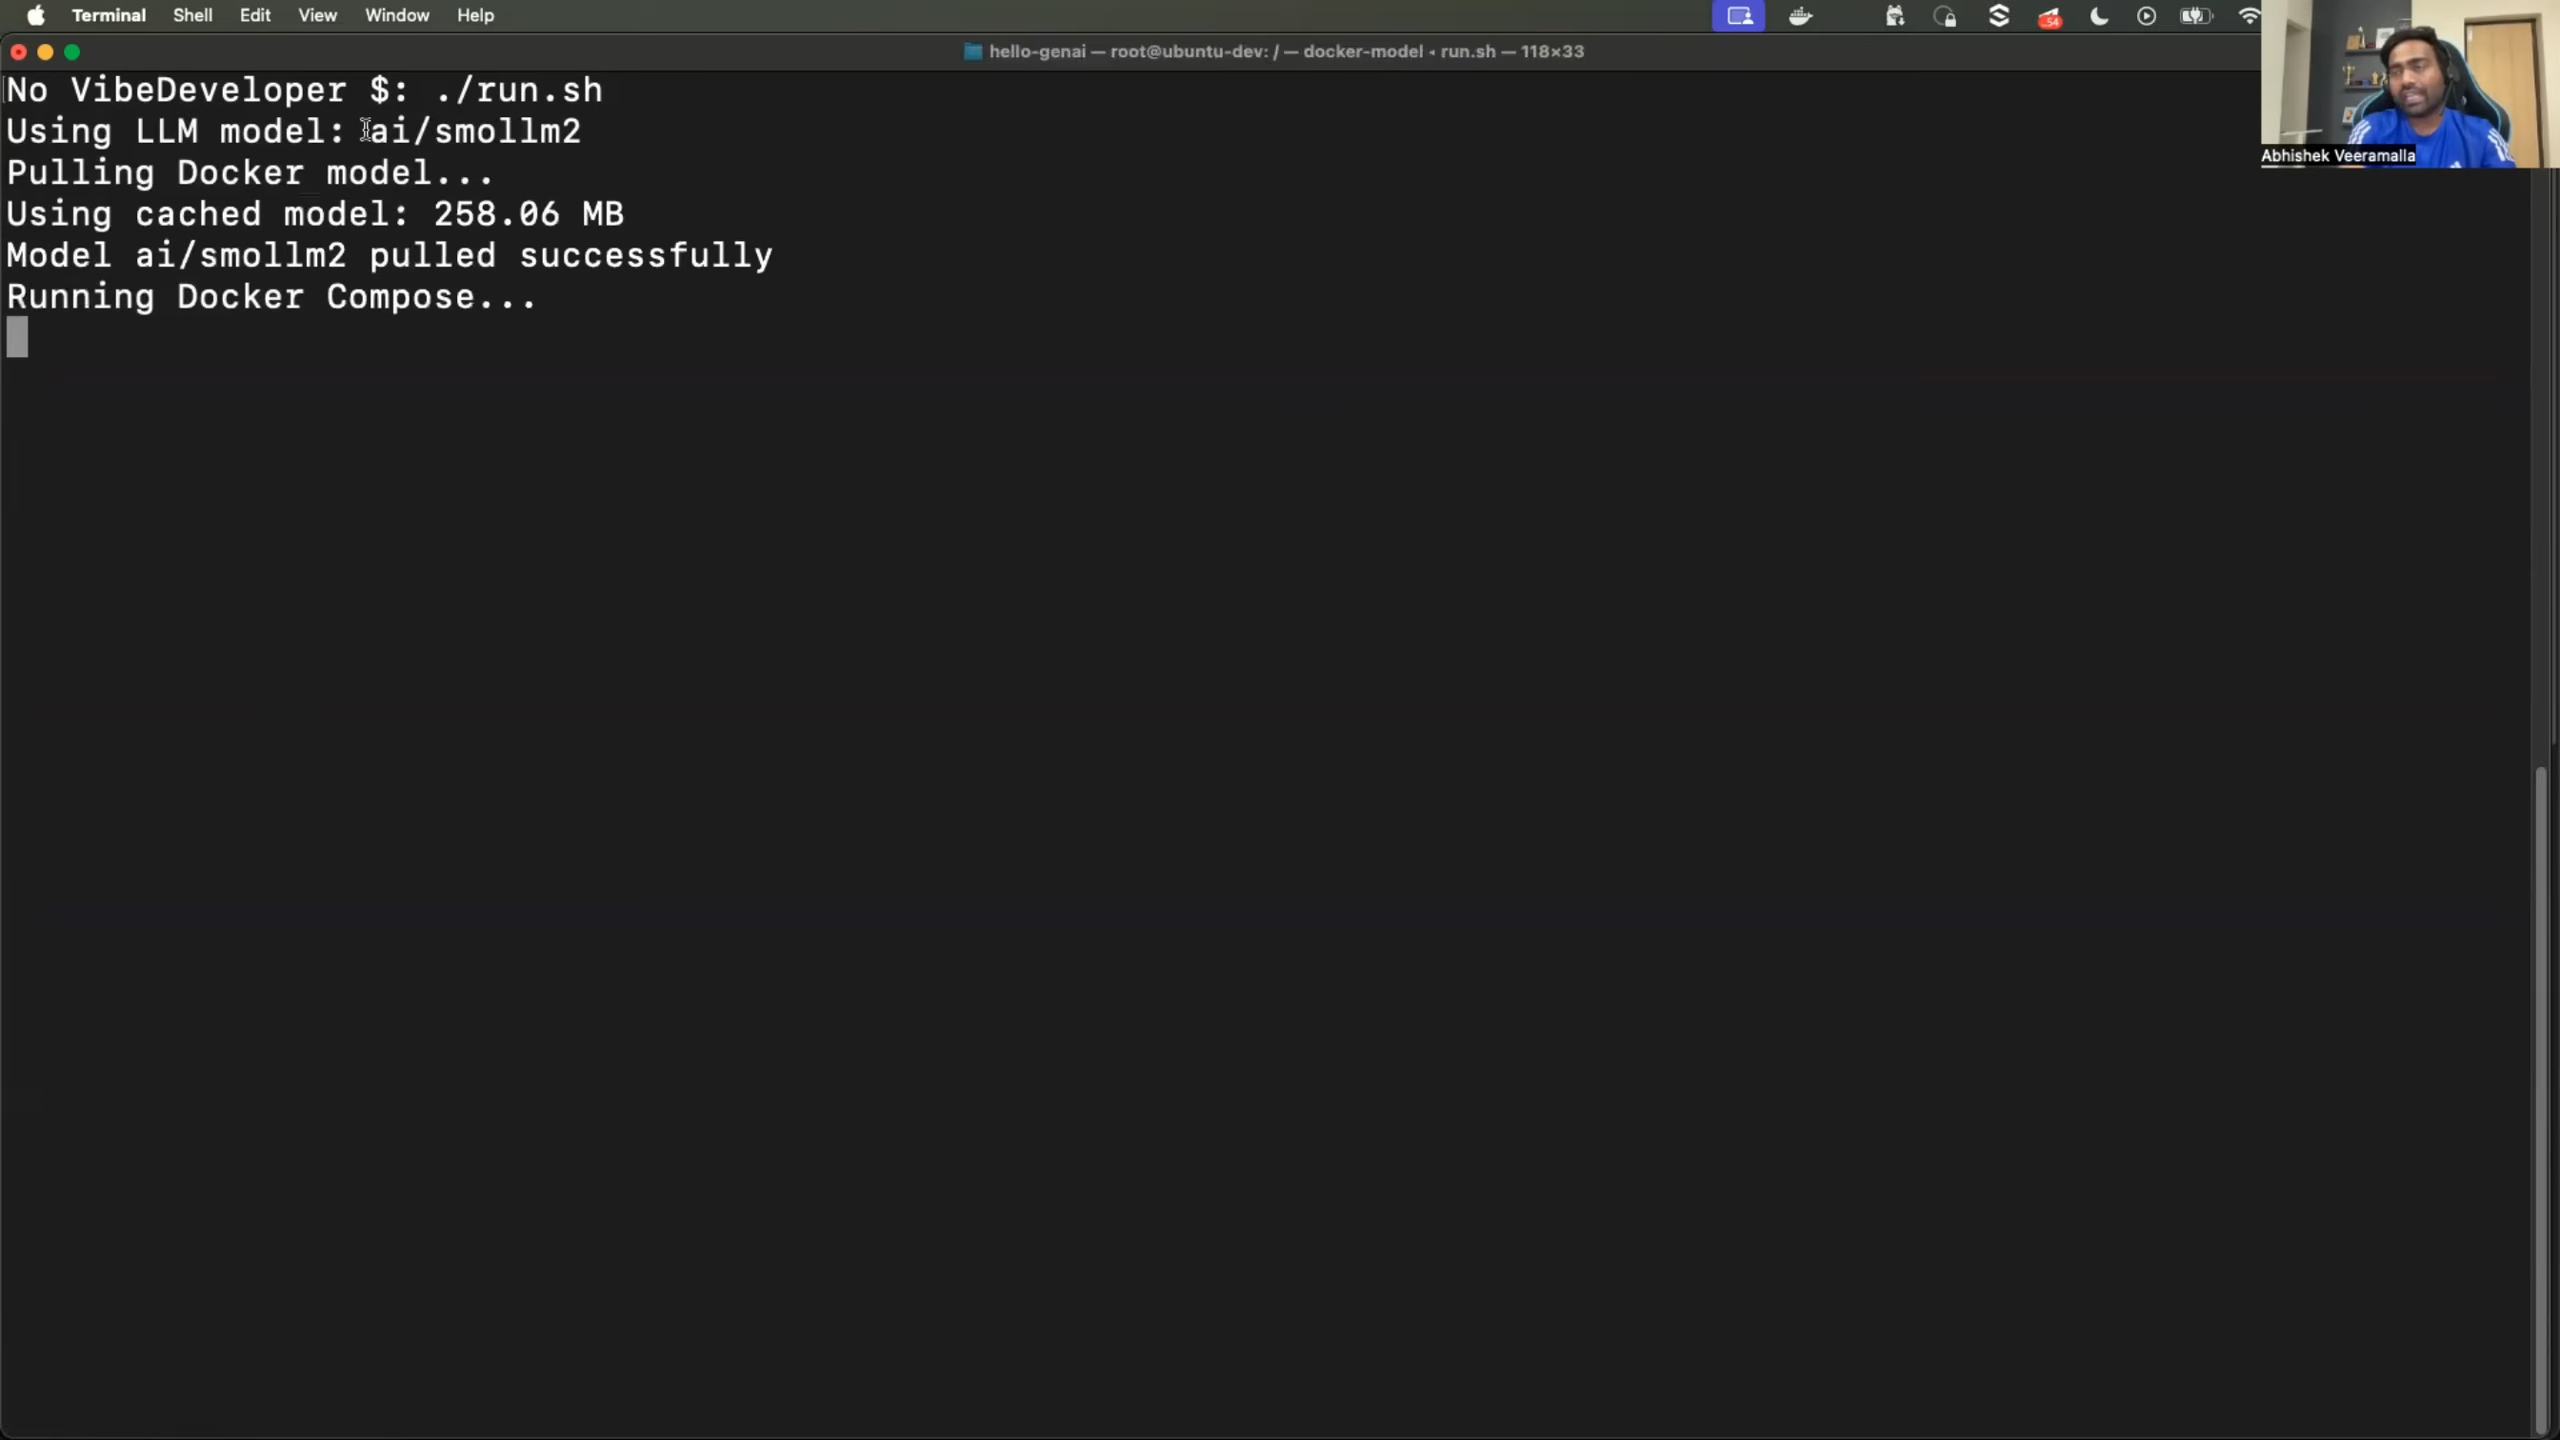 Terminal Shell Edit View Window Help
54
hello-genai — root@ubuntu-dev: / — docker-model ◂ run.sh — 118×33
Abhishek Veeramalla
No VibeDeveloper $: ./run.sh
Using LLM model: ai/smollm2
Pulling Docker model...
Using cached model: 258.06 MB
Model ai/smollm2 pulled successfully
Running Docker Compose...